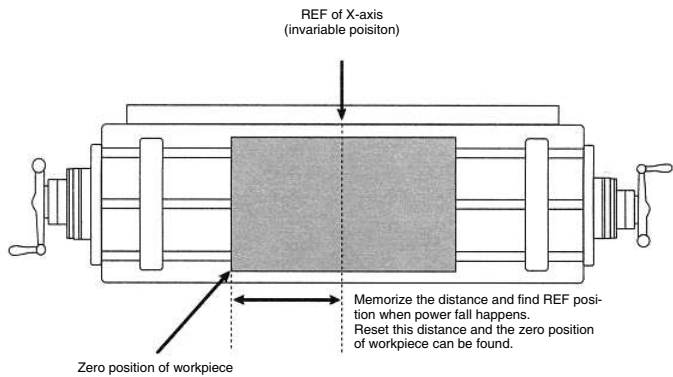 REF of X-axis
(invariable poisiton)
Memorize the distance and find REF posi-
tion when power fall happens.
Reset this distance and the zero position
of workpiece can be found.
Zero position of workpiece